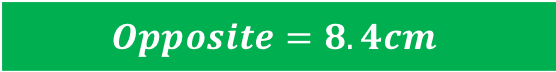 Opposite = 8.4cm